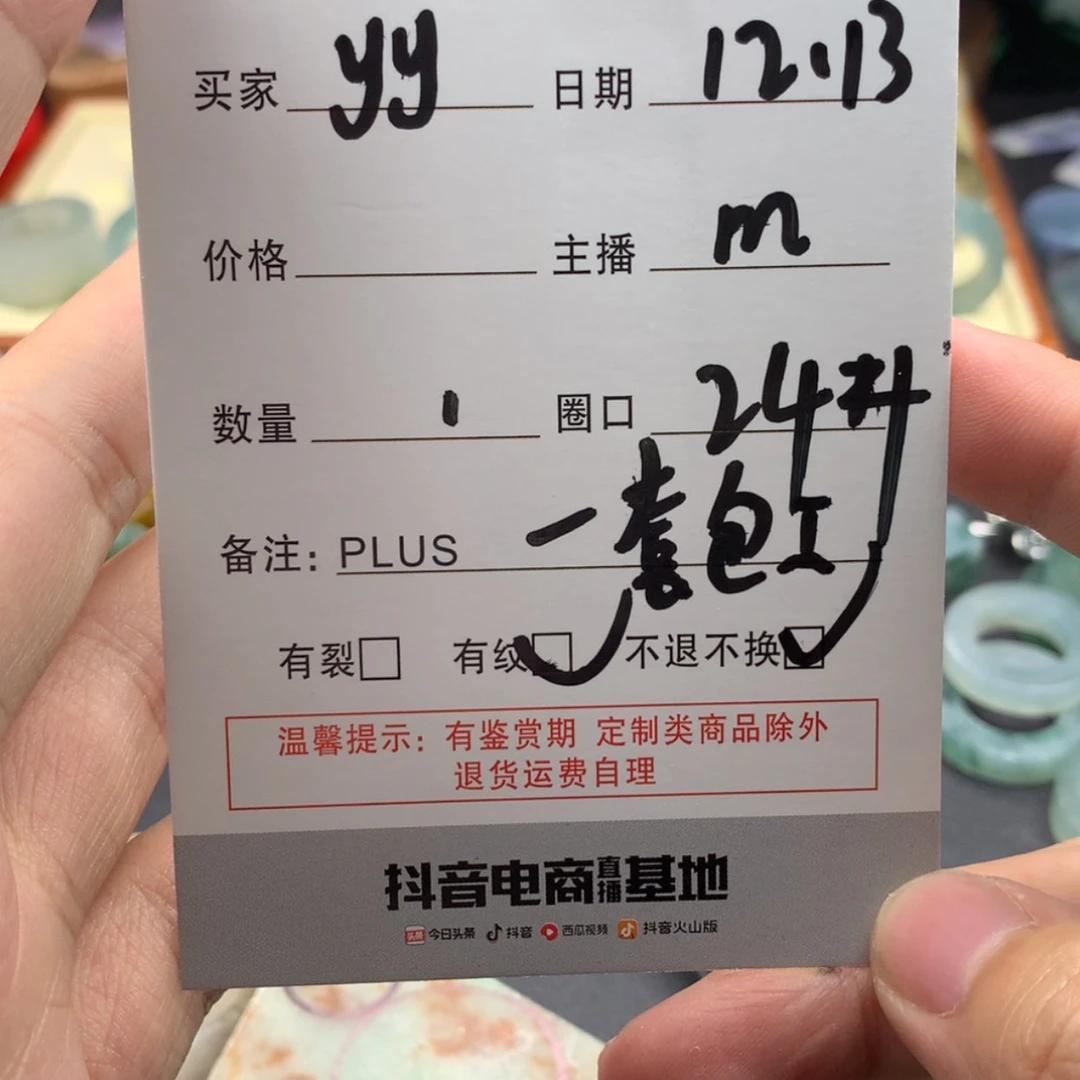 买家 yy 日期 12.13
价格 主播 m
数量 1 圈口 24
备注: PLUS 一套包工
有裂 有纹 不退不换
温馨提示: 有鉴赏期 定制类商品除外
退货运费自理
抖音电商直播基地
头条 今日头条 抖音 西瓜视频 抖音火山版